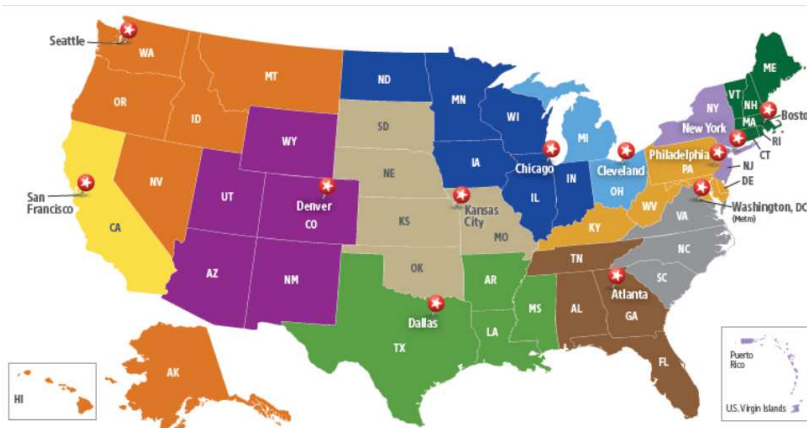 Seattle
WA
MT
ND
MN
ME
VT
NH
OR
ID
WI
MI
NY
MA
Boston
SD
New York
RI
CT
WY
IA
Chicago
Cleveland
Philadelphia
PA
NJ
DE
San
Francisco
NV
UT
Denver
CO
NE
IL
IN
OH
WV
Washington, DC
(Metro)
CA
KS
Kansas
City
MO
KY
VA
AZ
NM
OK
AR
TN
NC
SC
Dallas
TX
LA
MS
AL
Atlanta
GA
FL
AK
HI
Puerto
Rico
U.S. Virgin Islands